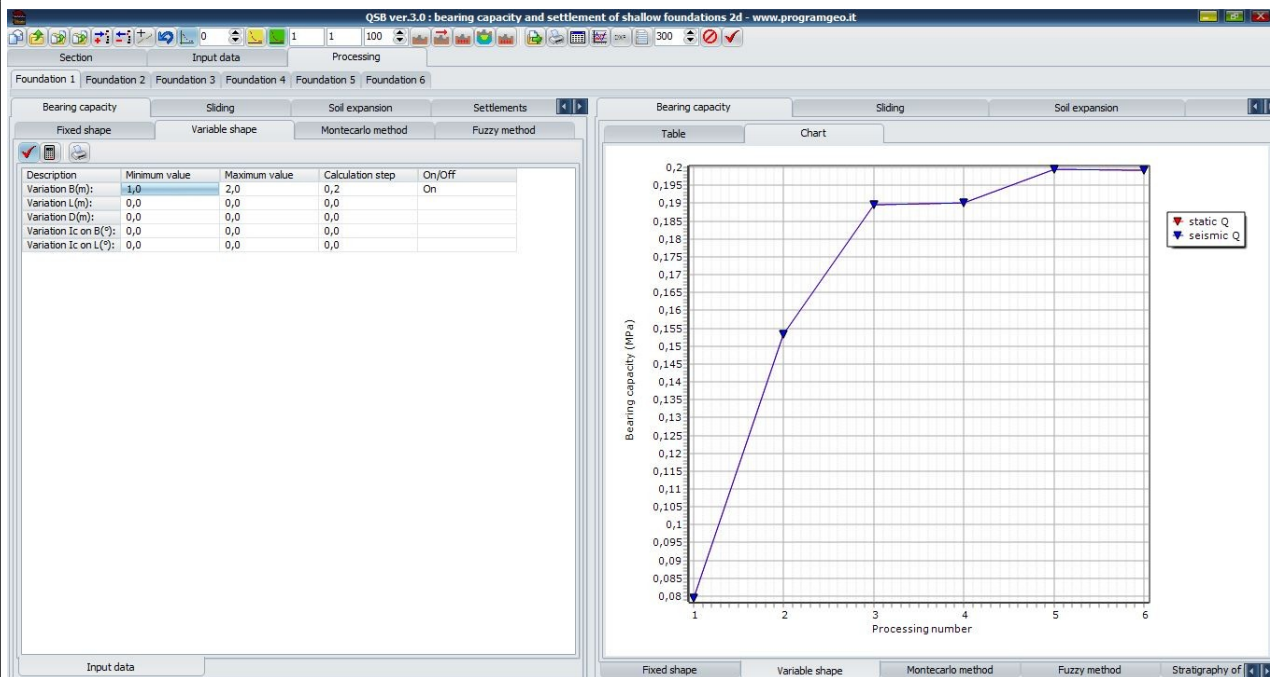 QSB ver.3.0 : bearing capacity and settlement of shallow foundations 2d - www.programgeo.it
0 1 1 100 DXF 300
Section Input data Processing
Foundation 1 Foundation 2 Foundation 3 Foundation 4 Foundation 5 Foundation 6
Bearing capacity Sliding Soil expansion Settlements
Fixed shape Variable shape Montecarlo method Fuzzy method
Description Minimum value Maximum value Calculation step On/Off
Variation B(m): 1,0 2,0 0,2 On
Variation L(m): 0,0 0,0 0,0
Variation D(m): 0,0 0,0 0,0
Variation Ic on B(°): 0,0 0,0 0,0
Variation Ic on L(°): 0,0 0,0 0,0
Input data
Bearing capacity Sliding Soil expansion
Table Chart
Bearing capacity (MPa)
0,2
0,195
0,19
0,185
0,18
0,175
0,17
0,165
0,16
0,155
0,15
0,145
0,14
0,135
0,13
0,125
0,12
0,115
0,11
0,105
0,1
0,095
0,09
0,085
0,08
1 2 3 4 5 6
Processing number
static Q
seismic Q
Fixed shape Variable shape Montecarlo method Fuzzy method Stratigraphy of